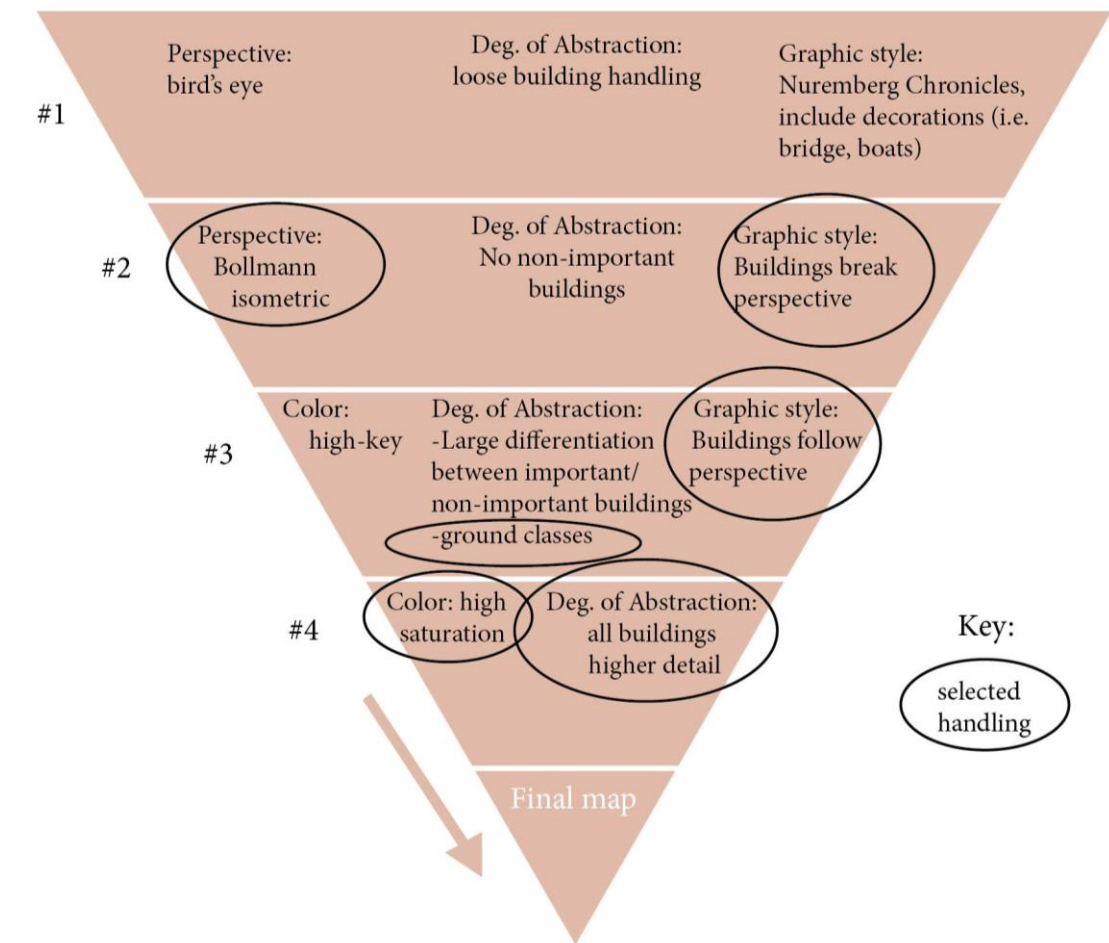 #1
Perspective:
bird’s eye
Deg. of Abstraction:
loose building handling
Graphic style:
Nuremberg Chronicles,
include decorations (i.e.
bridge, boats)
#2
Perspective:
Bollmann
isometric
Deg. of Abstraction:
No non-important
buildings
Graphic style:
Buildings break
perspective
#3
Color:
high-key
Deg. of Abstraction:
-Large differentiation
between important/
non-important buildings
-ground classes
Graphic style:
Buildings follow
perspective
#4
Color: high
saturation
Deg. of Abstraction:
all buildings
higher detail
Key:
selected
handling
Final map